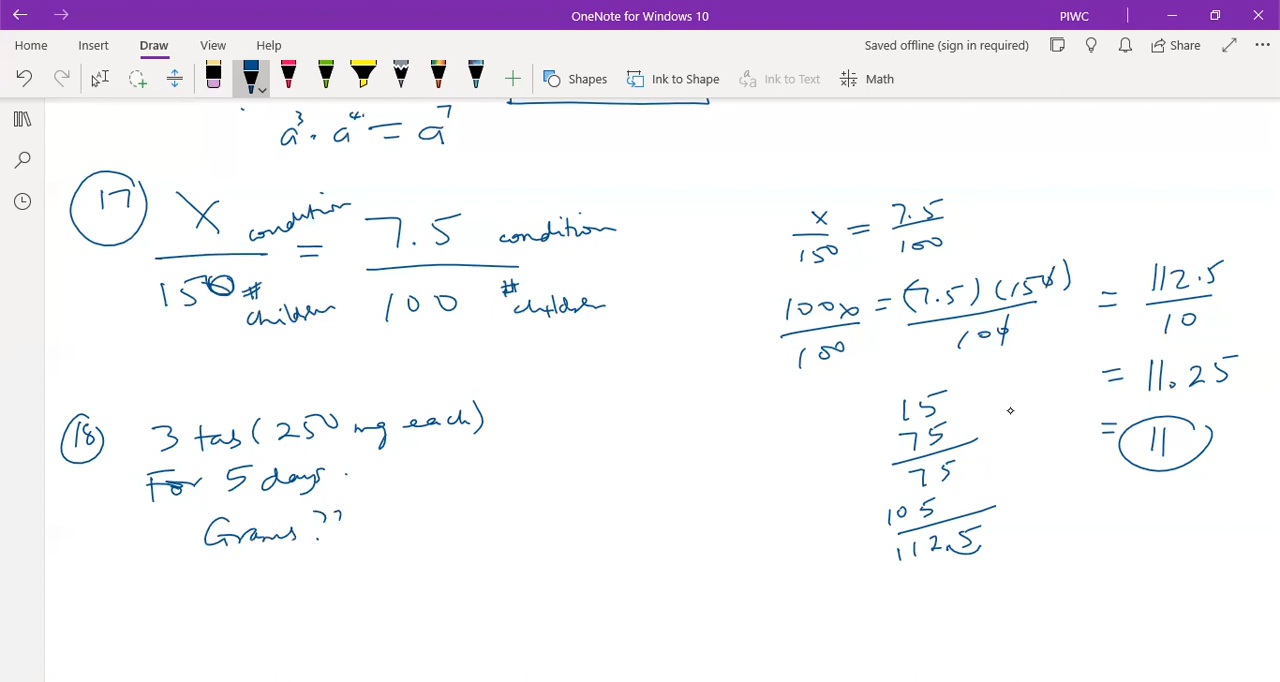 OneNote for Windows 10
PIWC
Home Insert Draw View Help
Saved offline (sign in required)
Share
Shapes
Ink to Shape
Ink to Text
Math
a³ · a⁴ = a⁷
17
x condition = 7.5 condition
150 # children 100 # children
x/150 = 7.5/100
100x/100 = (7.5)(150)/100 = 112.5/10
= 11.25
= 11
15
75
75
105
112.5
18
3 tas (250 mg each)
For 5 days.
Grams ??